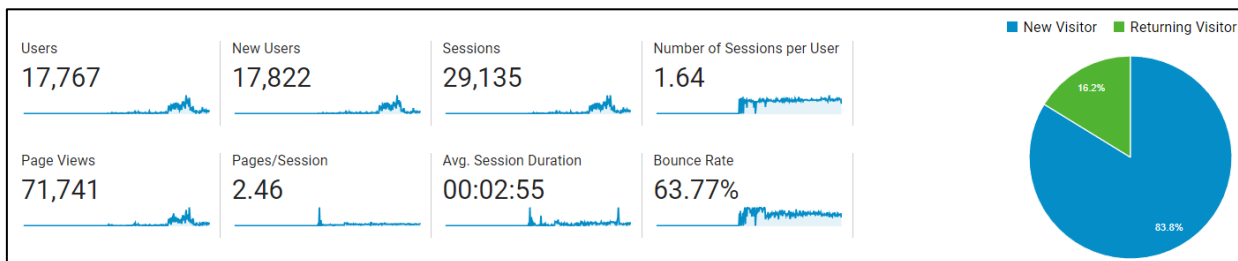 Users
17,767
New Users
17,822
Sessions
29,135
Number of Sessions per User
1.64
Page Views
71,741
Pages/Session
2.46
Avg. Session Duration
00:02:55
Bounce Rate
63.77%
New Visitor
Returning Visitor
16.2%
83.8%